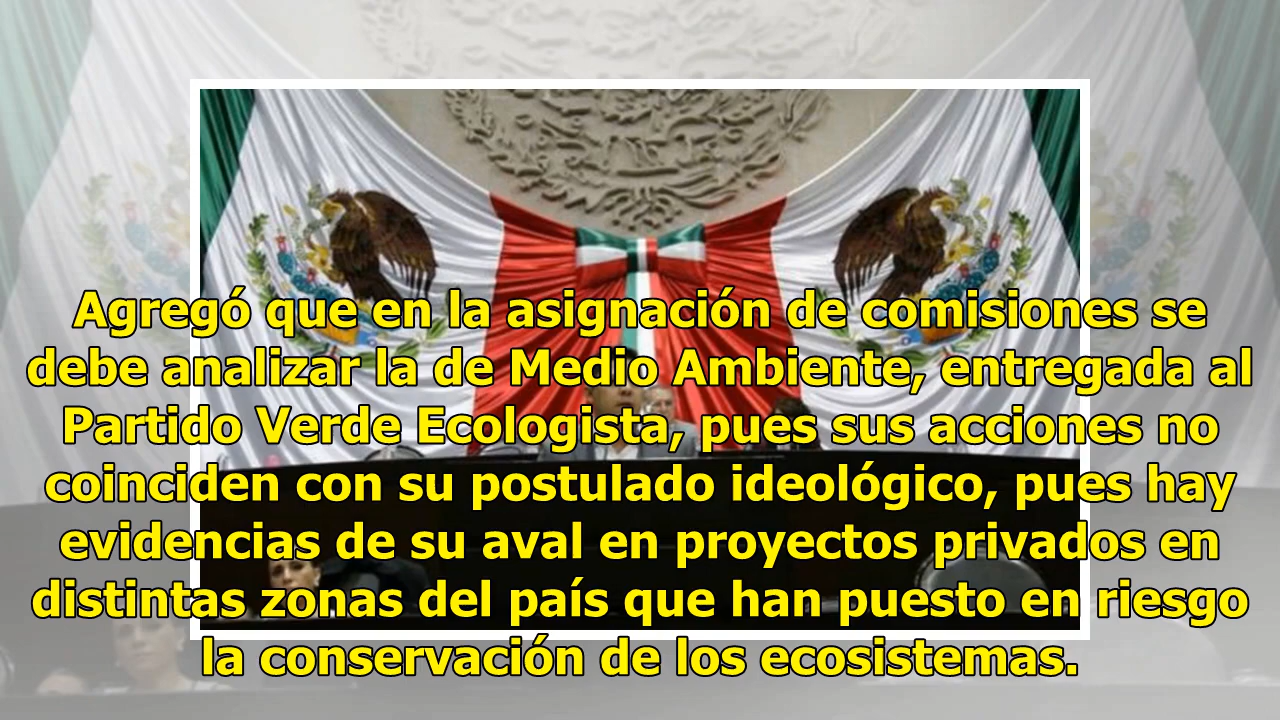 Agregó que en la asignación de comisiones se
debe analizar la de Medio Ambiente, entregada al
Partido Verde Ecologista, pues sus acciones no
coinciden con su postulado ideológico, pues hay
evidencias de su aval en proyectos privados en
distintas zonas del país que han puesto en riesgo
la conservación de los ecosistemas.